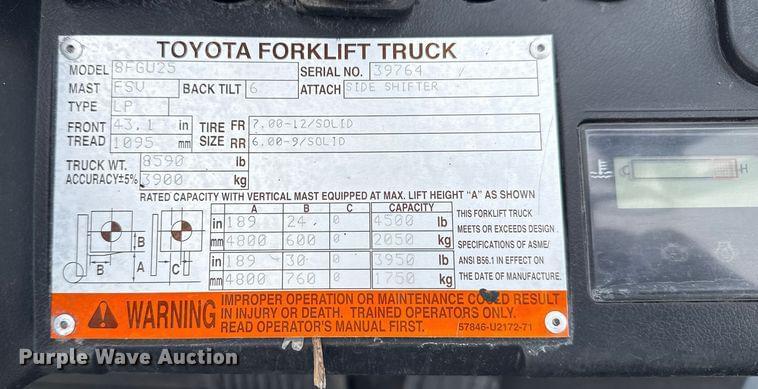 TOYOTA FORKLIFT TRUCK
MODEL 8FGU25 SERIAL NO. 39764
MAST FSV BACK TILT 6 ATTACH SIDE SHIFTER
TYPE LP
FRONT 43.1 in TIRE FR 7.00-12/SOLID
TREAD 1095 mm SIZE RR 6.00-9/SOLID
TRUCK WT. 8590 lb
ACCURACY±5% 3900 kg
RATED CAPACITY WITH VERTICAL MAST EQUIPPED AT MAX. LIFT HEIGHT "A" AS SHOWN
A B C CAPACITY
in 189 24. 0 4500 lb
mm 4800 600 0 2050 kg
in 189 30 0 3950 lb
mm 4800 760 0 1750 kg
B
B A C
THIS FORKLIFT TRUCK
MEETS OR EXCEEDS DESIGN
SPECIFICATIONS OF ASME/
ANSI B56.1 IN EFFECT ON
THE DATE OF MANUFACTURE.
WARNING
IMPROPER OPERATION OR MAINTENANCE COULD RESULT
IN INJURY OR DEATH. TRAINED OPERATORS ONLY.
READ OPERATOR'S MANUAL FIRST. 57846-U2172-71
C H
Purple Wave Auction